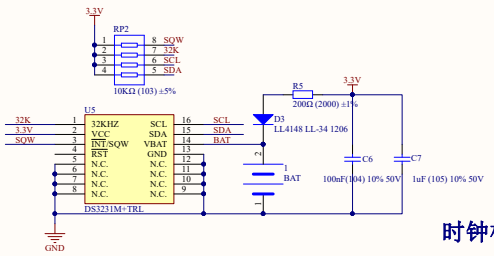 3.3V
RP2
1 8 SQW
2 7 32K
3 6 SCL
4 5 SDA
10KΩ (103) ±5%
3.3V
R5
200Ω (2000) ±1%
D3
LL4148 LL-34 1206
U5
32K 1 32KHZ SCL 16 SCL
3.3V 2 VCC SDA 15 SDA
SQW 3 INT/SQW VBAT 14 BAT
4 RST GND 13
5 N.C. N.C. 12
6 N.C. N.C. 11
7 N.C. N.C. 10
8 N.C. N.C. 9
DS3231M+TRL
2
1
BAT
1
C6
100nF(104) 10% 50V
C7
1uF (105) 10% 50V
GND
时钟